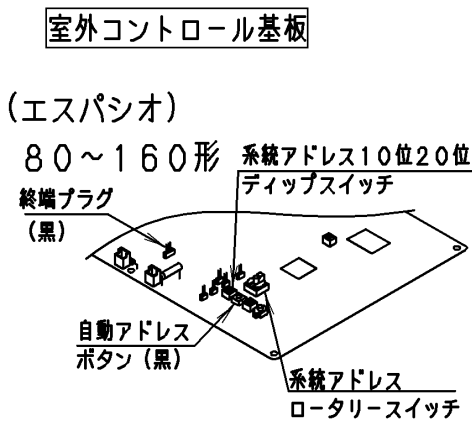 室外コントロール基板
(エスパシオ)
80～160形
系統アドレス10位20位
ディップスイッチ
終端プラグ
(黒)
自動アドレス
ボタン(黒)
系統アドレス
ロータリースイッチ